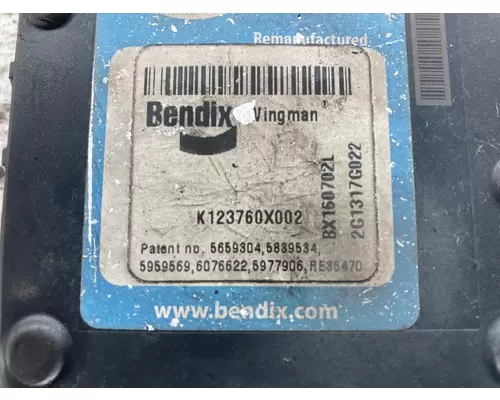 Remanufactured
Bendix Wingman®
K123760X002
Patent no. 5659304,5839534,
5959569,6076622,5977906,RE36470
BX160702L
2G1317G022
www.bendix.com